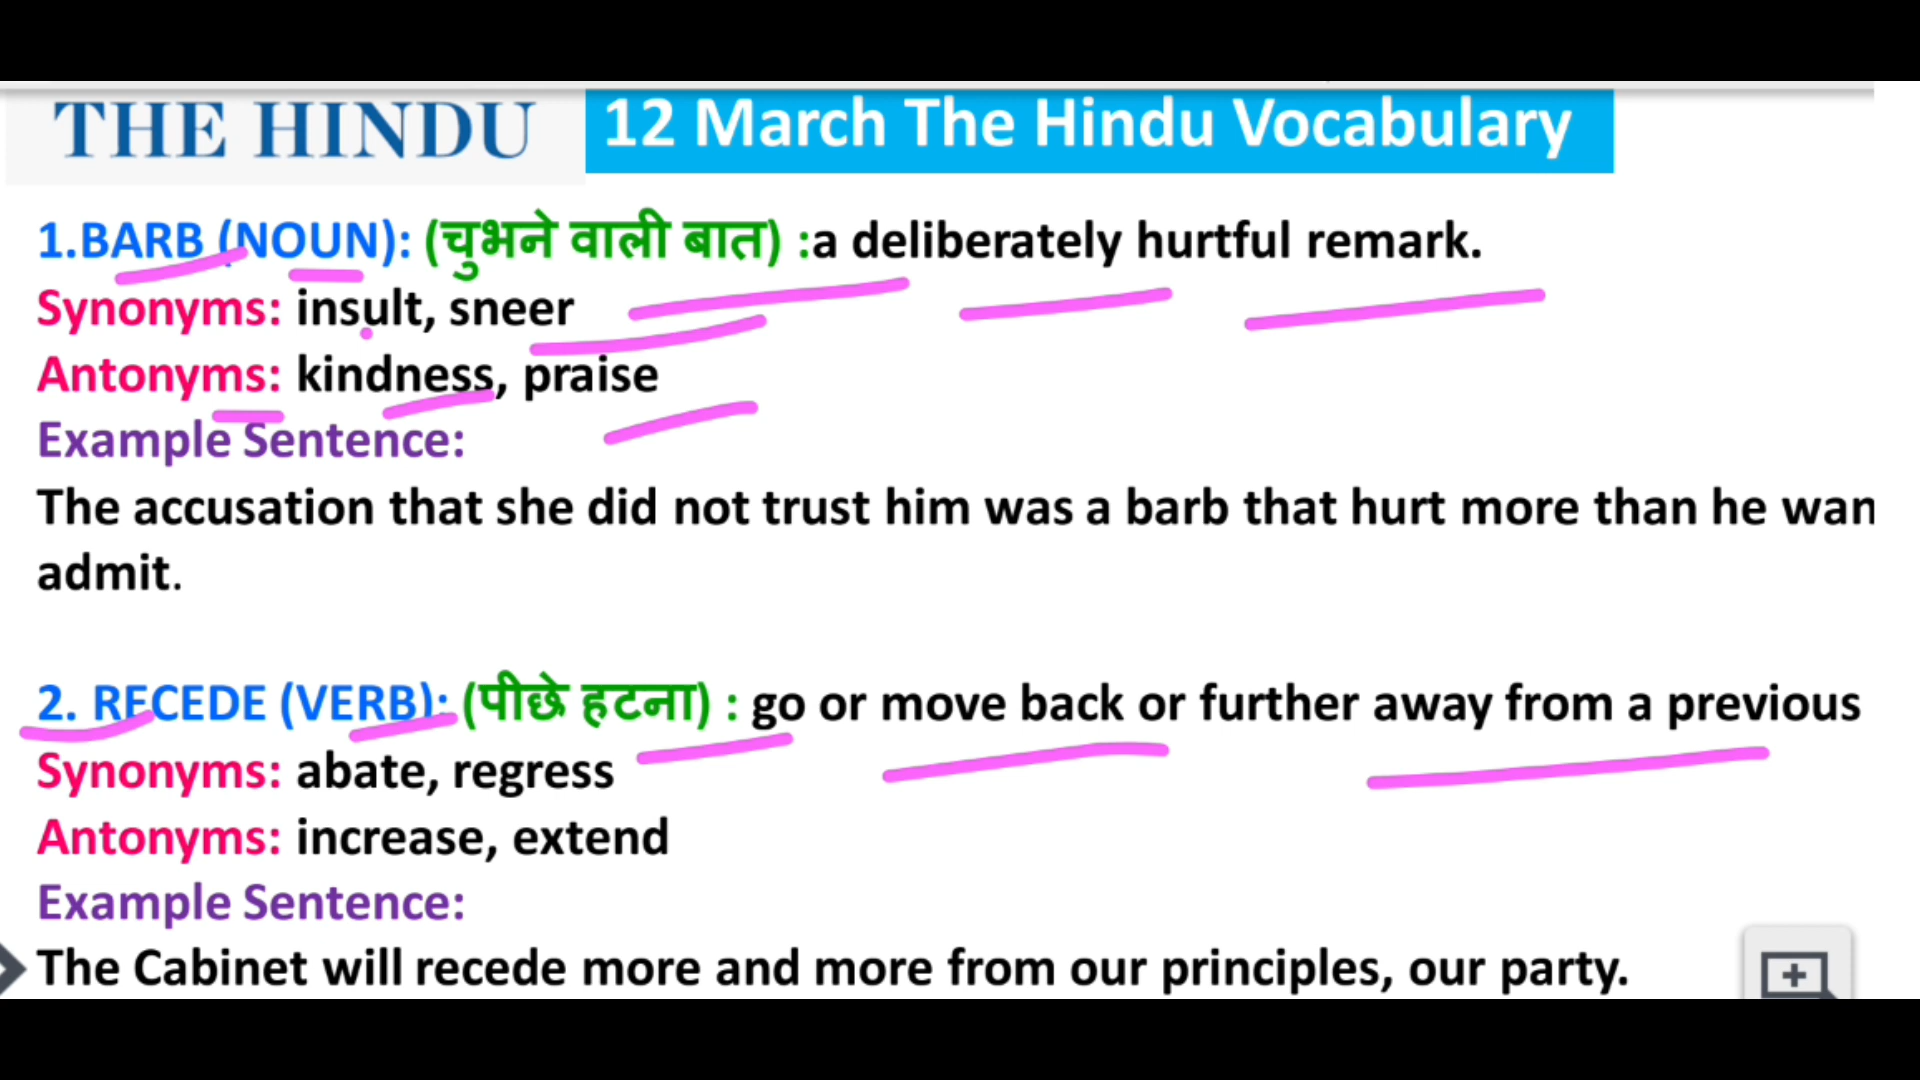 THE HINDU 12 March The Hindu Vocabulary
1.BARB (NOUN): (चुभने वाली बात) :a deliberately hurtful remark.
Synonyms: insult, sneer
Antonyms: kindness, praise
Example Sentence:
The accusation that she did not trust him was a barb that hurt more than he wan
admit.
2. RECEDE (VERB): (पीछे हटना) : go or move back or further away from a previous
Synonyms: abate, regress
Antonyms: increase, extend
Example Sentence:
The Cabinet will recede more and more from our principles, our party.